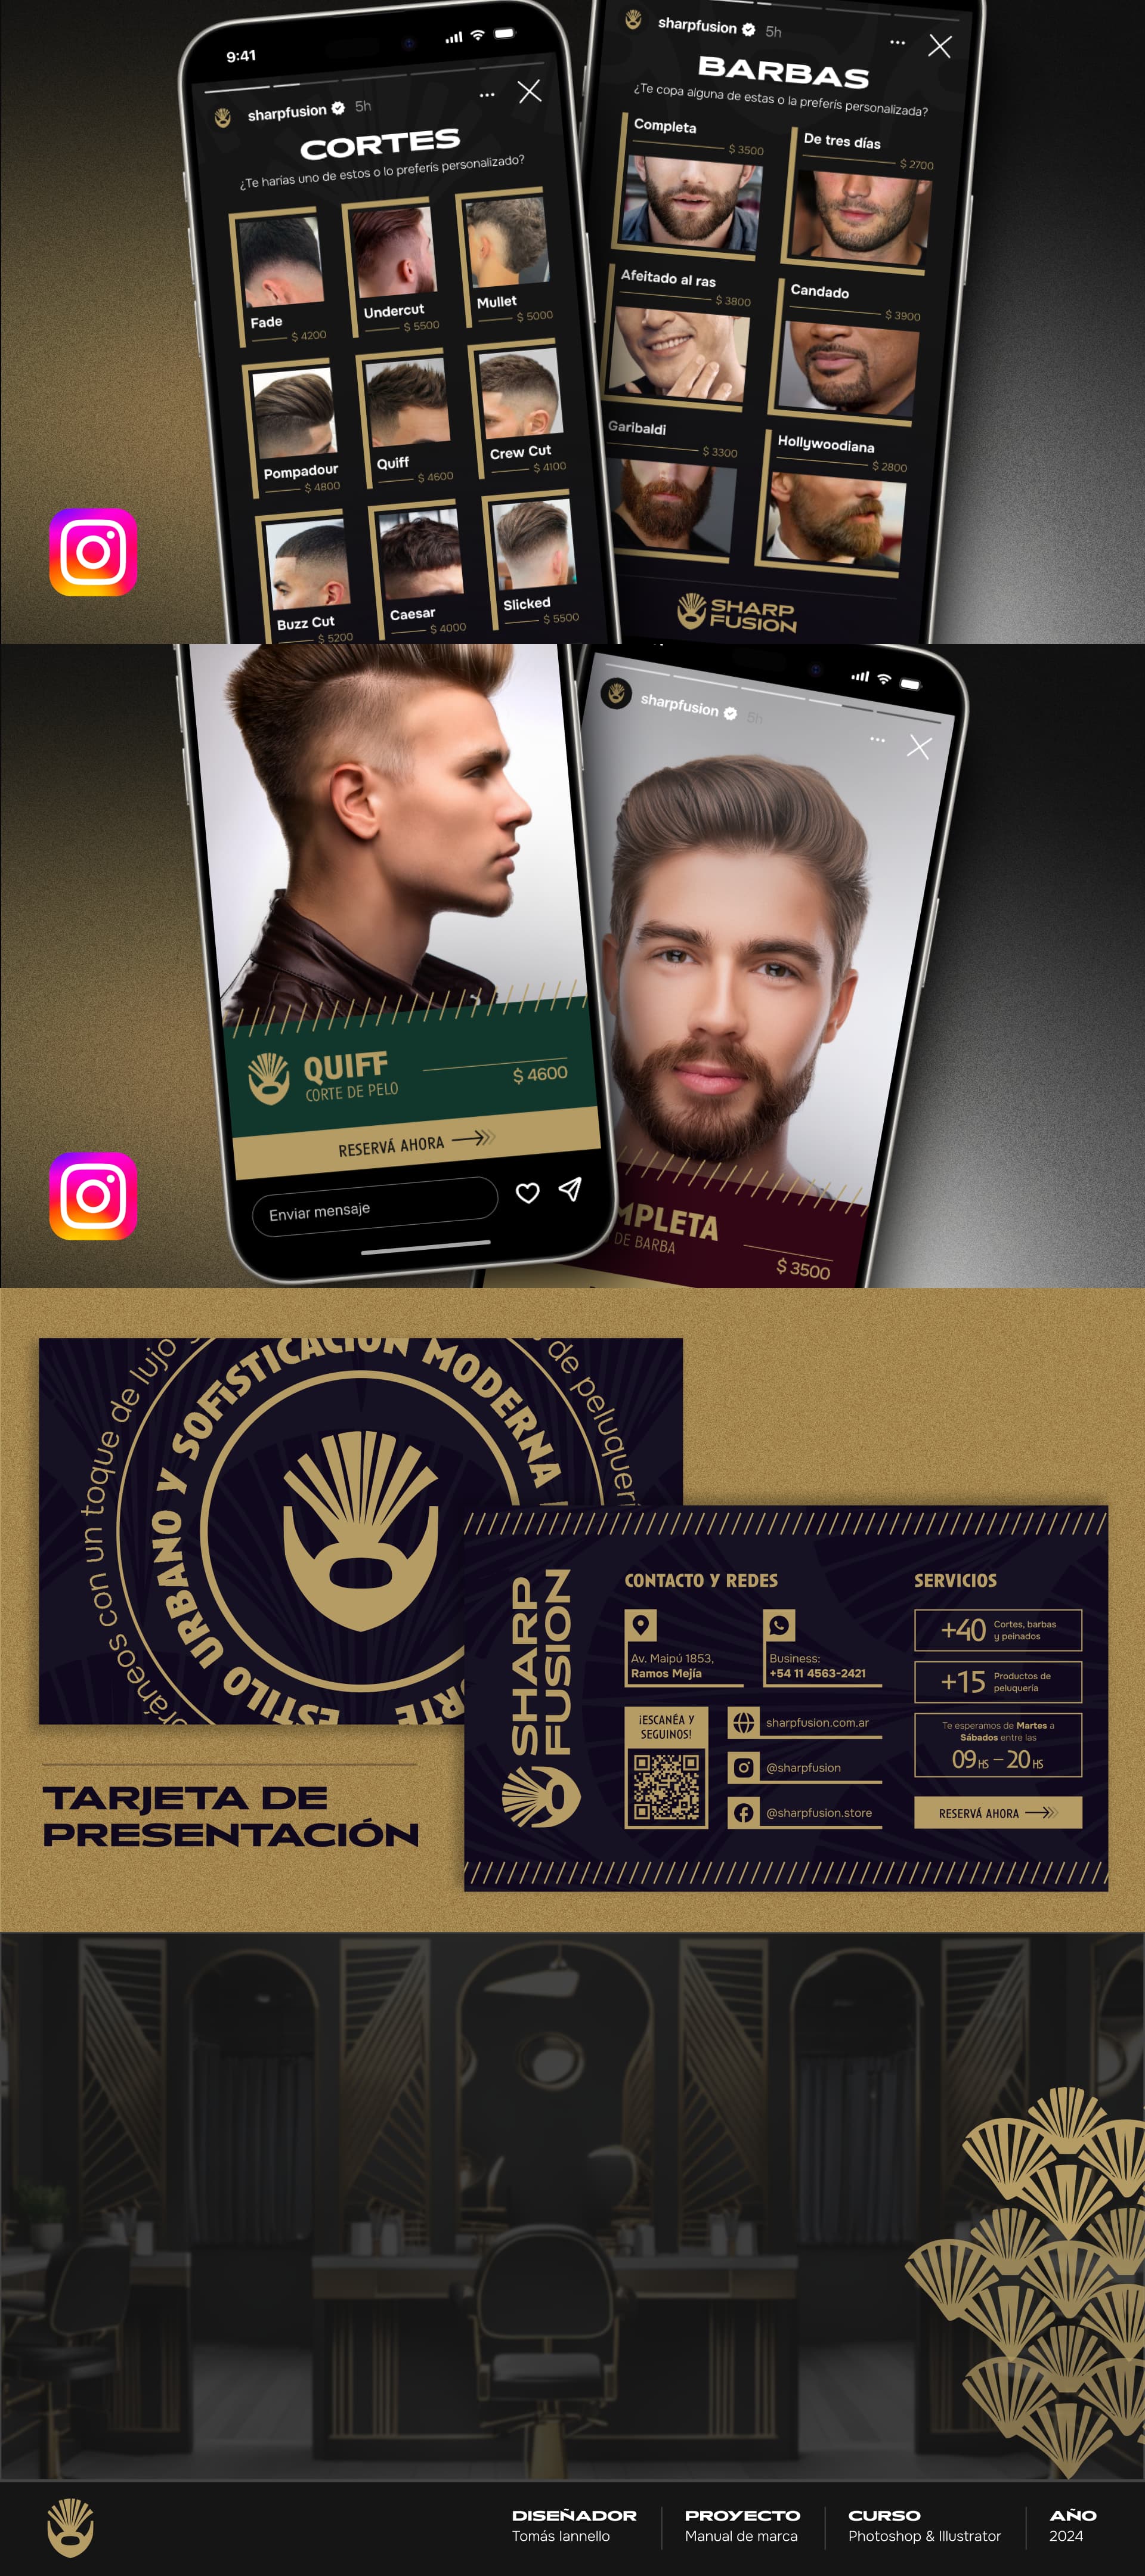 9:41
sharpfusion 5h
CORTES
¿Te harías uno de estos o lo preferís personalizado?
Fade
$ 4200
Undercut
$ 5500
Mullet
$ 5000
Pompadour
$ 4800
Quiff
$ 4600
Crew Cut
$ 4100
Buzz Cut
$ 5200
Caesar
$ 4000
Slicked
$ 5500
sharpfusion 5h
BARBAS
¿Te copa alguna de estas o la preferís personalizada?
Completa
$ 3500
De tres días
$ 2700
Afeitado al ras
$ 3800
Candado
$ 3900
Garibaldi
$ 3300
Hollywoodiana
$ 2800
SHARP
FUSION
QUIFF
CORTE DE PELO
$ 4600
RESERVÁ AHORA
Enviar mensaje
sharpfusion 5h
MPLETA
DE BARBA
$ 3500
ESTILO URBANO Y SOFISTICACIÓN MODERNA
ráneos con un toque de lujo
de peluquerí
RTE
TARJETA DE
PRESENTACIÓN
SHARP
FUSION
CONTACTO Y REDES
Av. Maipú 1853,
Ramos Mejía
Business:
+54 11 4563-2421
¡ESCANÉA Y
SEGUINOS!
sharpfusion.com.ar
@sharpfusion
@sharpfusion.store
SERVICIOS
+40 Cortes, barbas
y peinados
+15 Productos de
peluquería
Te esperamos de Martes a
Sábados entre las
09 HS – 20 HS
RESERVÁ AHORA
DISEÑADOR
Tomás Iannello
PROYECTO
Manual de marca
CURSO
Photoshop & Illustrator
AÑO
2024